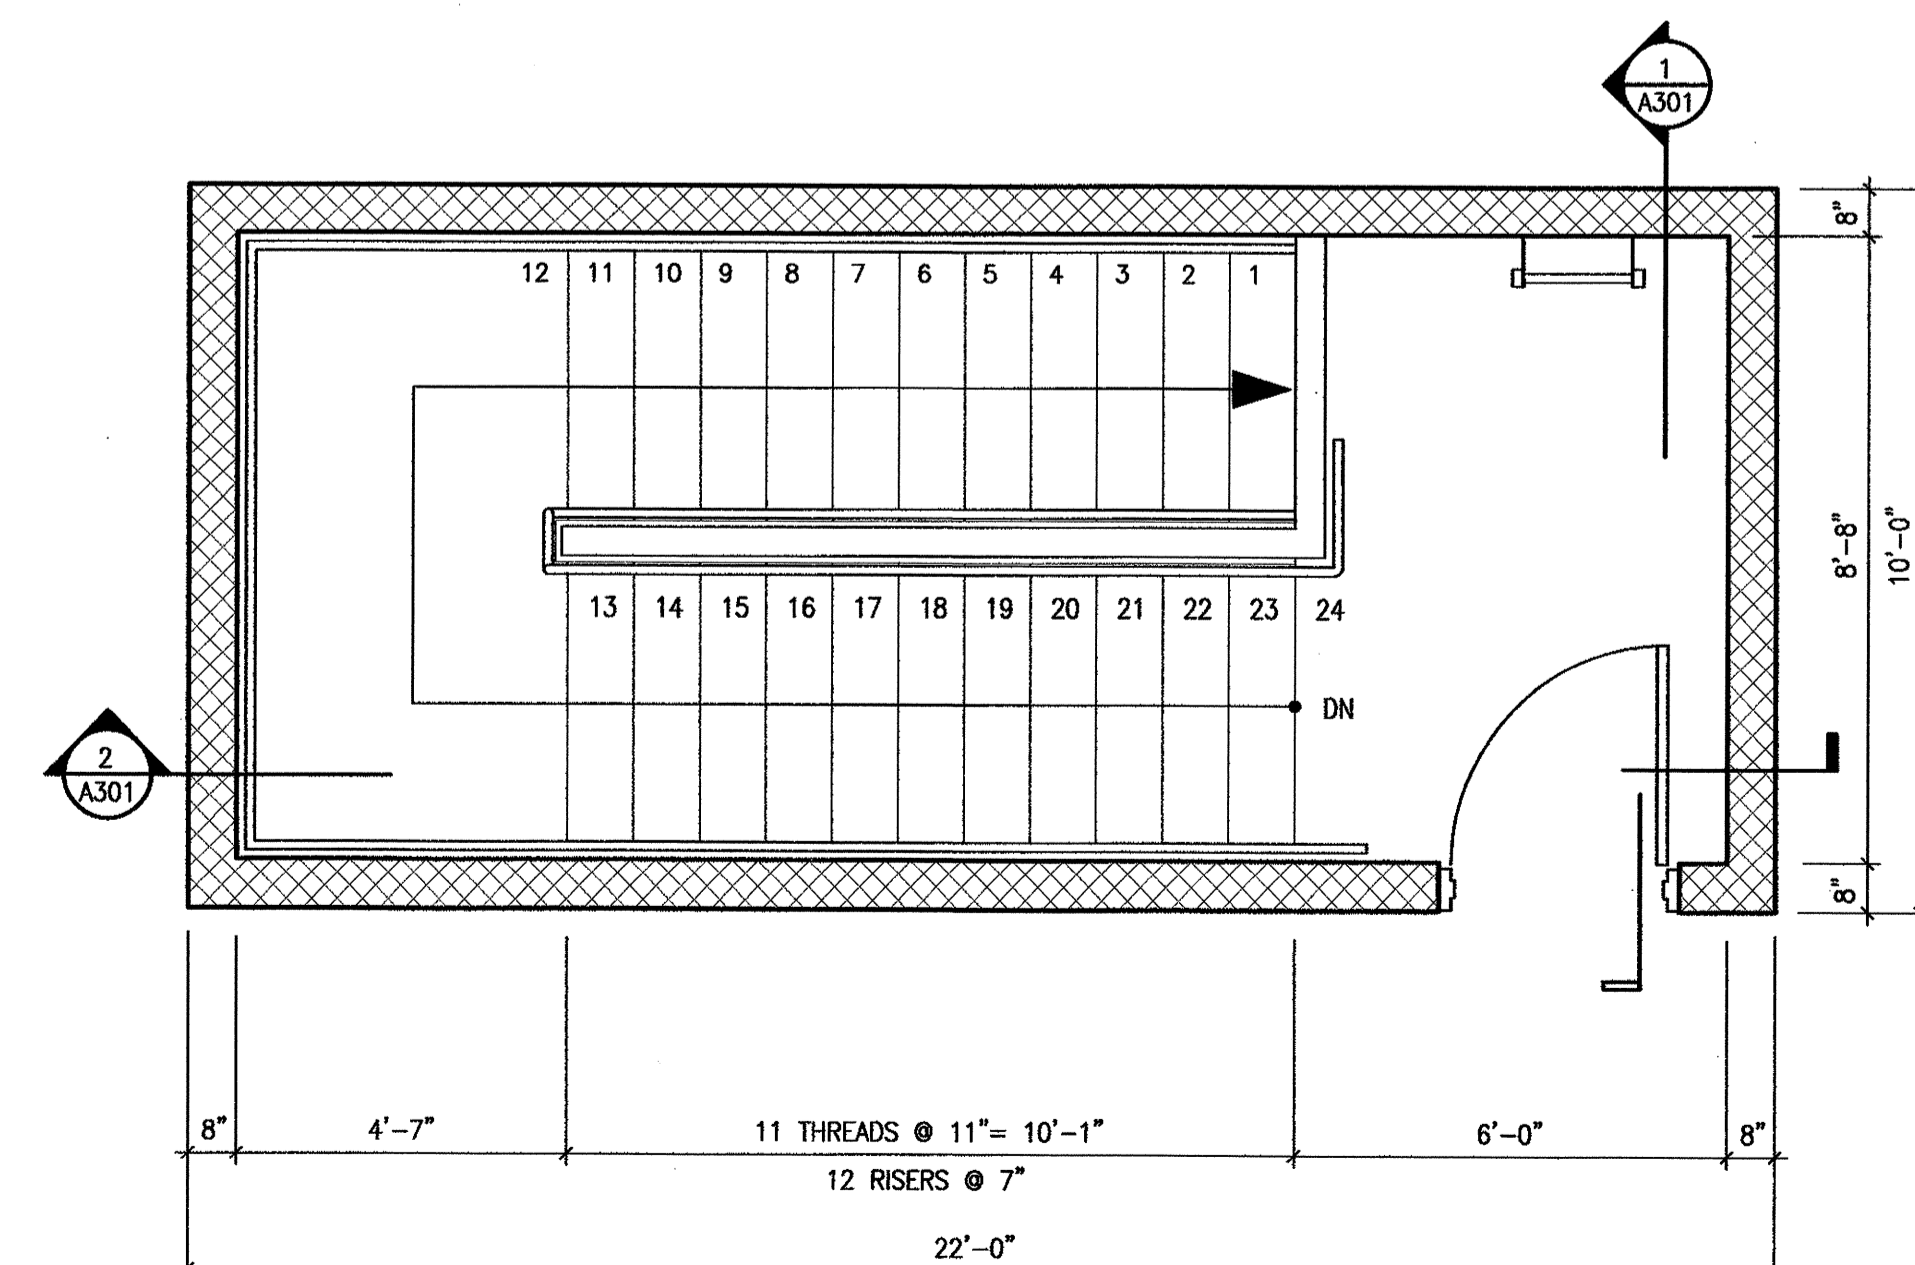 1
A301
8"
12 11 10 9 8 7 6 5 4 3 2 1
8'-8"
10'-0"
13 14 15 16 17 18 19 20 21 22 23 24
DN
2
A301
8"
8" 4'-7" 11 THREADS @ 11"= 10'-1" 6'-0" 8"
12 RISERS @ 7"
22'-0"